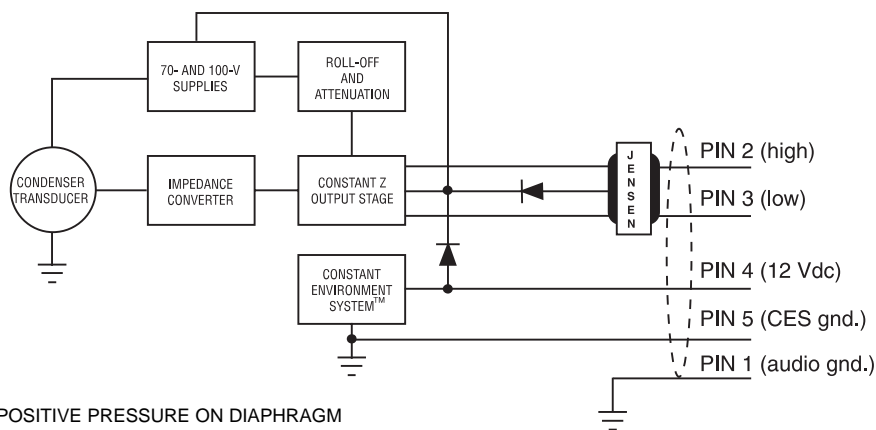 70- AND 100-V
SUPPLIES
ROLL-OFF
AND
ATTENUATION
CONDENSER
TRANSDUCER
IMPEDANCE
CONVERTER
CONSTANT Z
OUTPUT STAGE
JENSEN
PIN 2 (high)
PIN 3 (low)
CONSTANT
ENVIRONMENT
SYSTEM™
PIN 4 (12 Vdc)
PIN 5 (CES gnd.)
PIN 1 (audio gnd.)
POSITIVE PRESSURE ON DIAPHRAGM